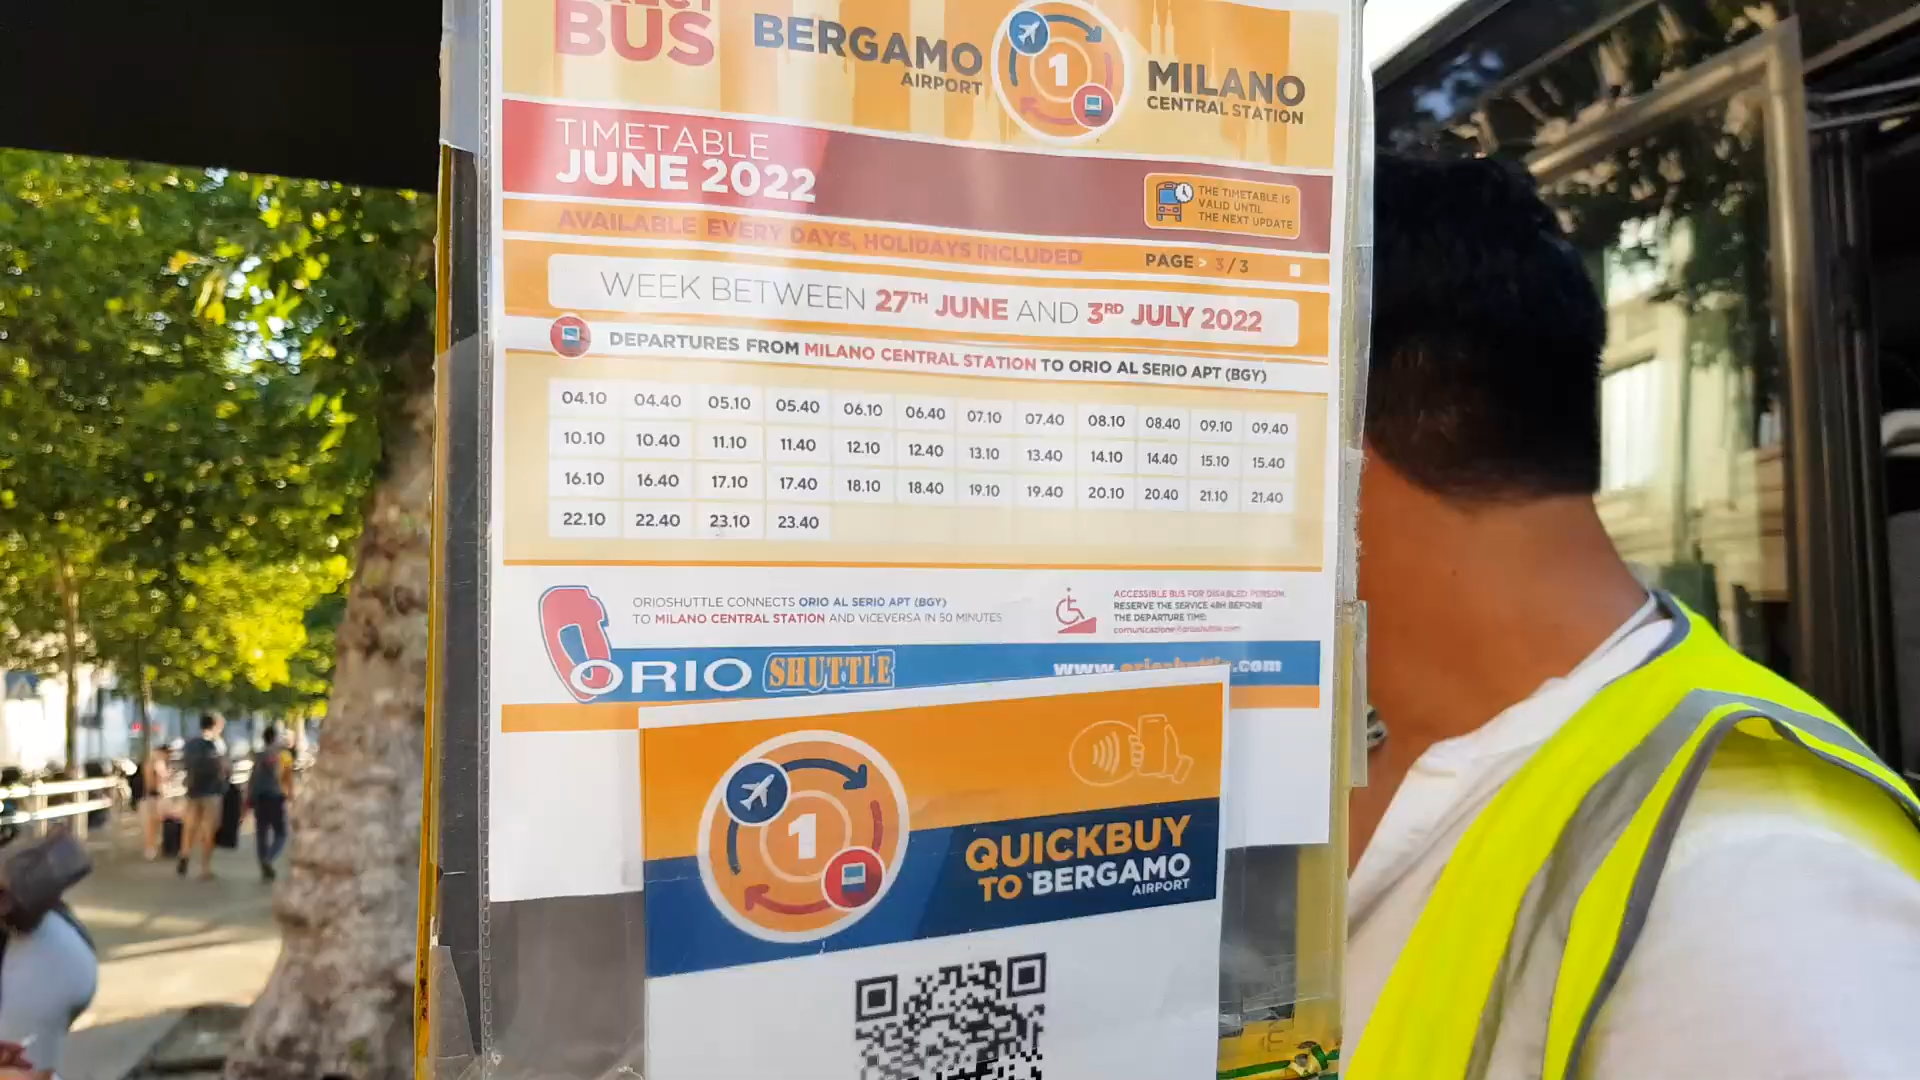 BUS
BERGAMO
AIRPORT
1
MILANO
CENTRAL STATION
TIMETABLE
JUNE 2022
THE TIMETABLE IS
VALID UNTIL
THE NEXT UPDATE
AVAILABLE EVERY DAYS, HOLIDAYS INCLUDED
PAGE > 3/3
WEEK BETWEEN 27TH JUNE AND 3RD JULY 2022
DEPARTURES FROM MILANO CENTRAL STATION TO ORIO AL SERIO APT (BGY)
04.10 04.40 05.10 05.40 06.10 06.40 07.10 07.40 08.10 08.40 09.10 09.40
10.10 10.40 11.10 11.40 12.10 12.40 13.10 13.40 14.10 14.40 15.10 15.40
16.10 16.40 17.10 17.40 18.10 18.40 19.10 19.40 20.10 20.40 21.10 21.40
22.10 22.40 23.10 23.40
ORIOSHUTTLE CONNECTS ORIO AL SERIO APT (BGY)
TO MILANO CENTRAL STATION AND VICEVERSA IN 50 MINUTES
ACCESSIBLE BUS FOR DISABLED PERSON.
RESERVE THE SERVICE 48H BEFORE
THE DEPARTURE TIME:
comunicazione@orioshuttle.com
ORIO SHUTTLE
www.orioshuttle.com
1
QUICKBUY
TO BERGAMO
AIRPORT